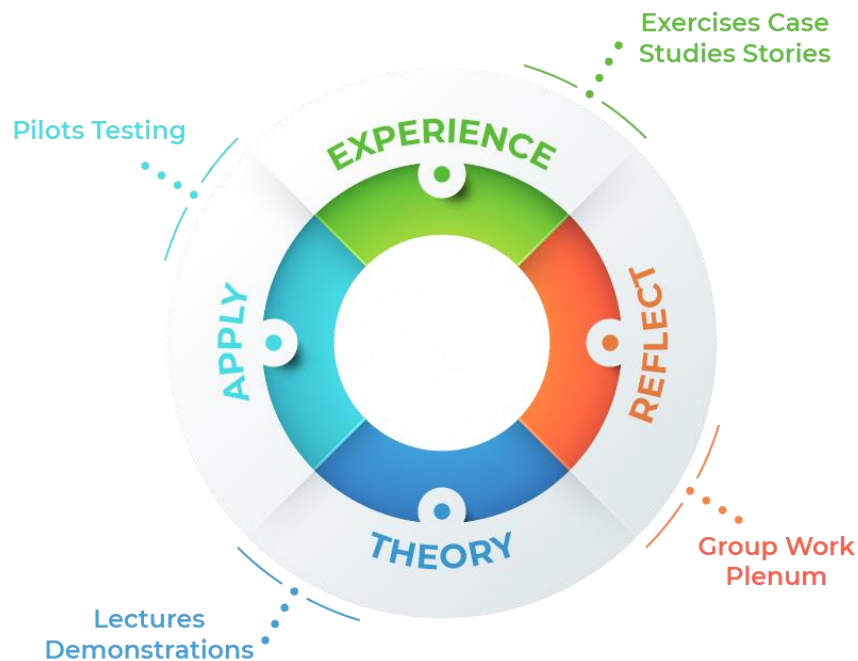 Exercises Case
Studies Stories
Pilots Testing
EXPERIENCE
APPLY
REFLECT
THEORY
Group Work
Plenum
Lectures
Demonstrations